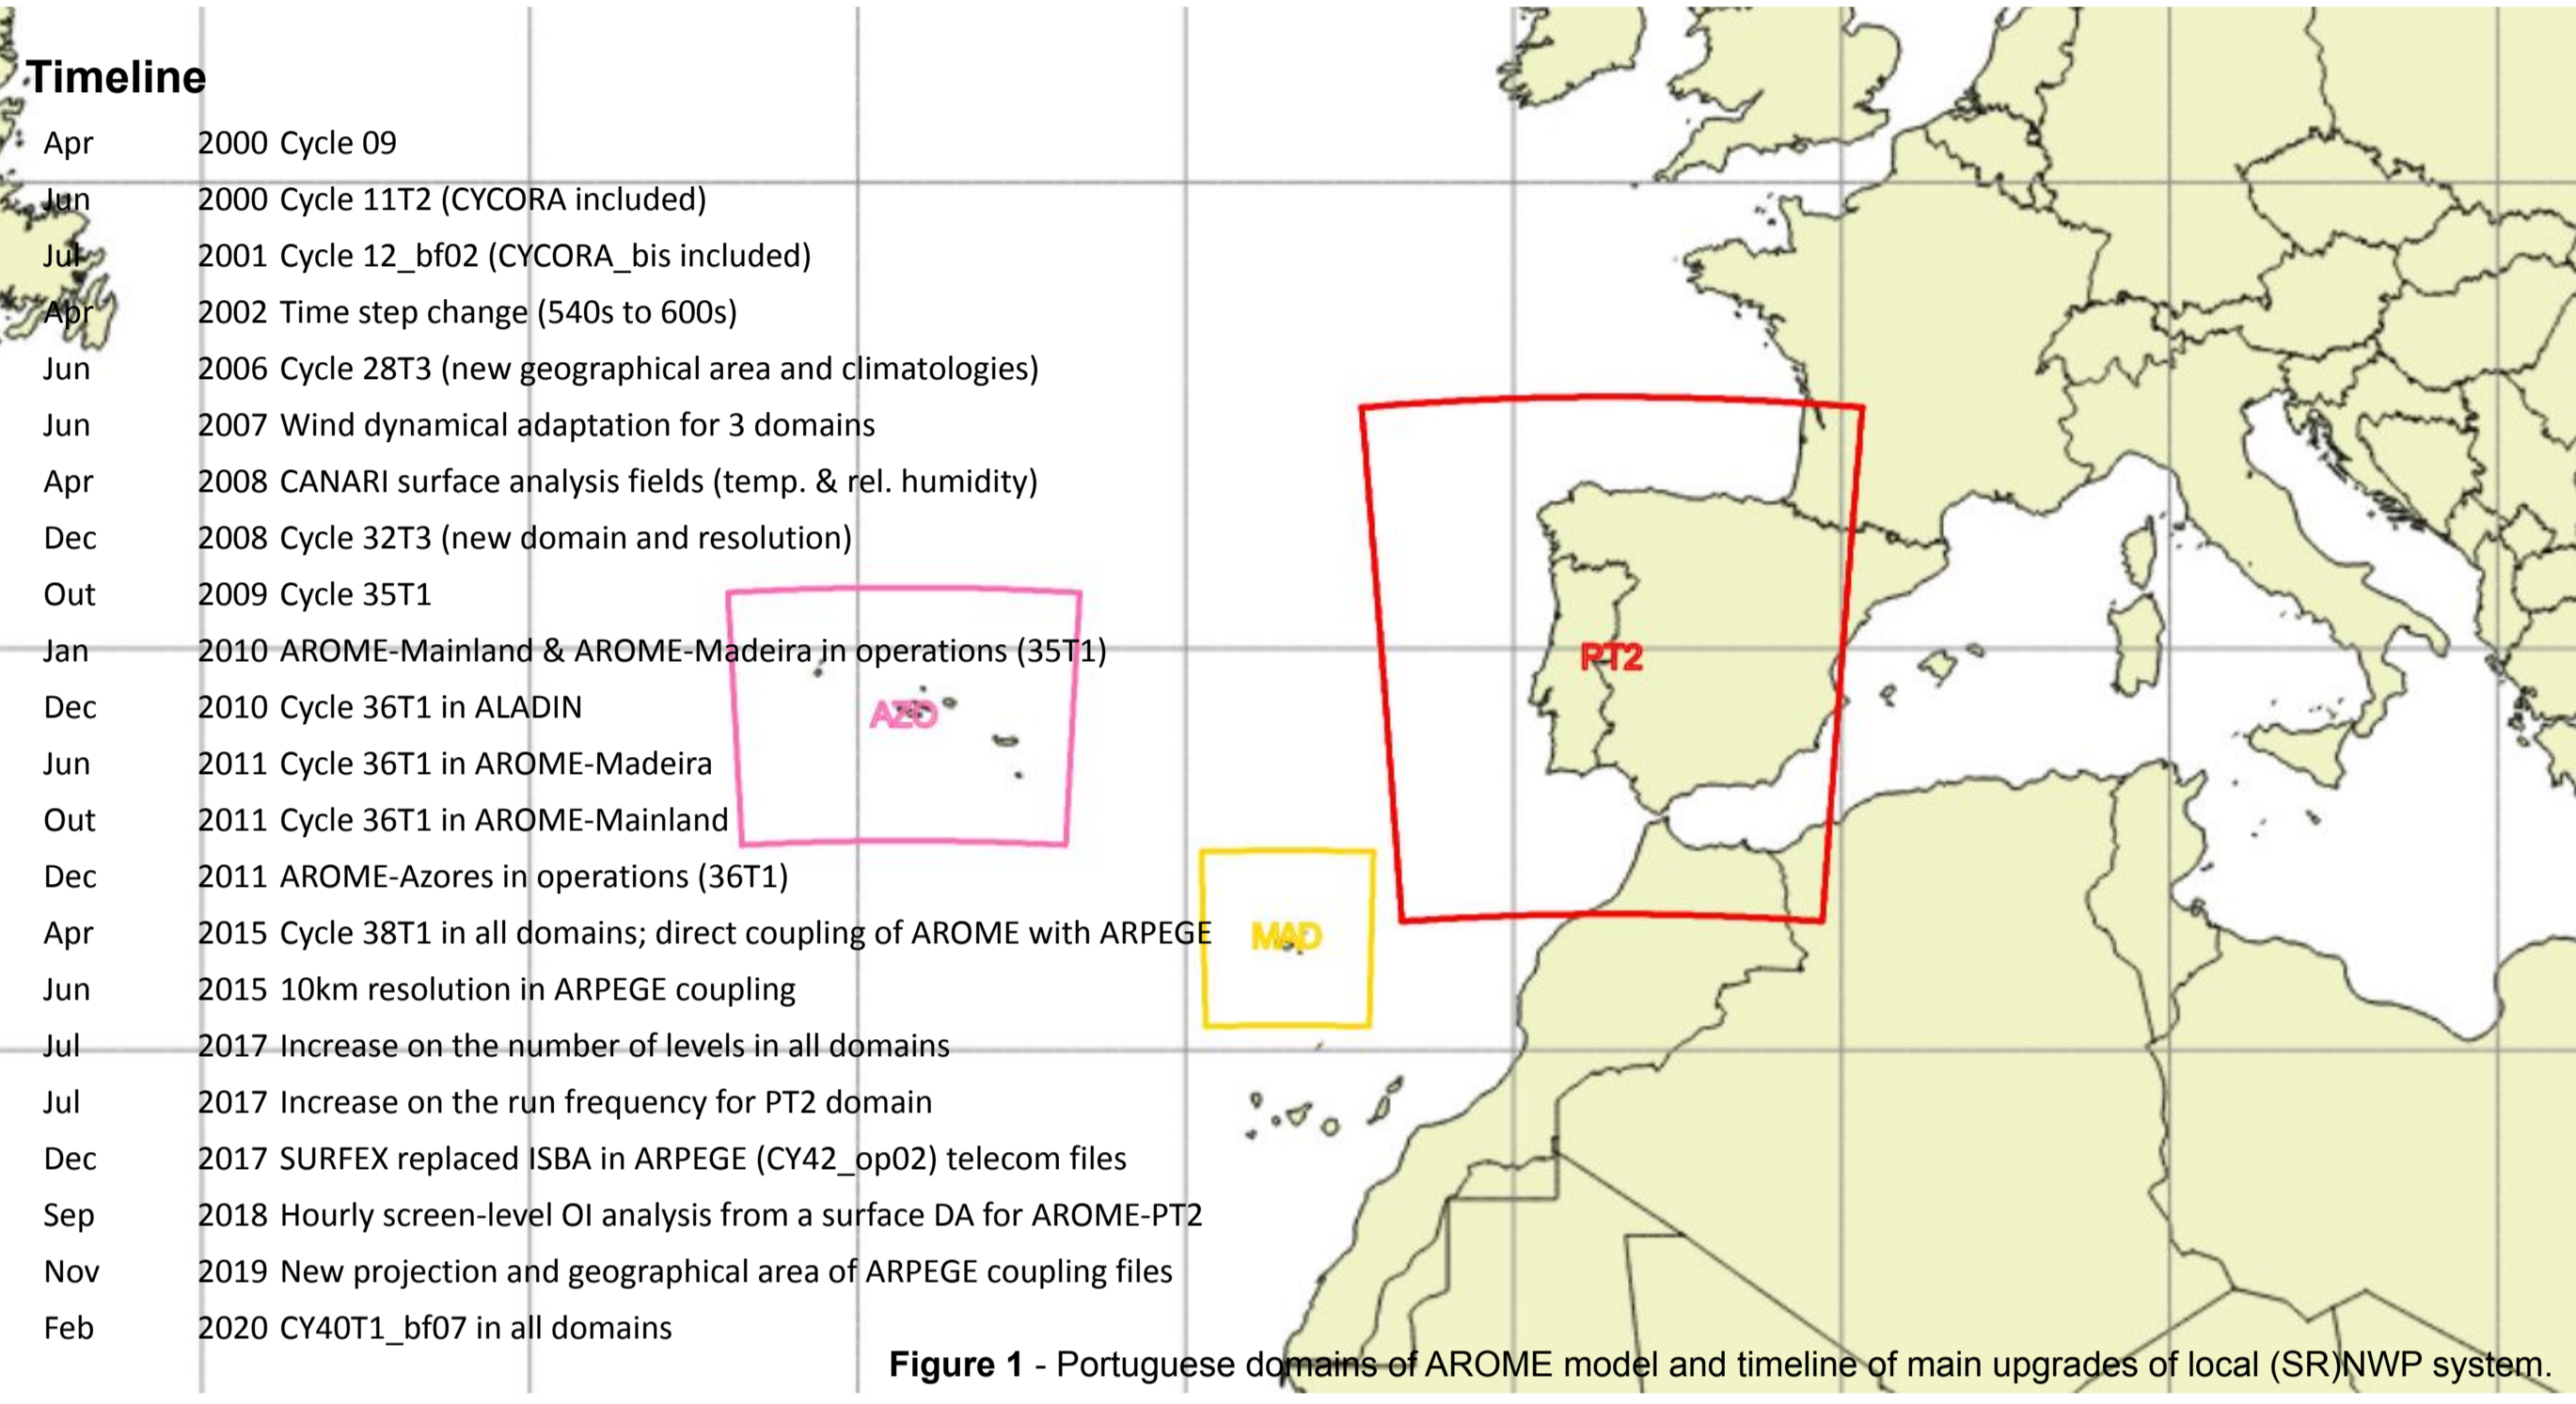 Timeline
Apr 2000 Cycle 09
Jun 2000 Cycle 11T2 (CYCORA included)
Jul 2001 Cycle 12_bf02 (CYCORA_bis included)
Apr 2002 Time step change (540s to 600s)
Jun 2006 Cycle 28T3 (new geographical area and climatologies)
Jun 2007 Wind dynamical adaptation for 3 domains
Apr 2008 CANARI surface analysis fields (temp. & rel. humidity)
Dec 2008 Cycle 32T3 (new domain and resolution)
Out 2009 Cycle 35T1
Jan 2010 AROME-Mainland & AROME-Madeira in operations (35T1)
Dec 2010 Cycle 36T1 in ALADIN
Jun 2011 Cycle 36T1 in AROME-Madeira
Out 2011 Cycle 36T1 in AROME-Mainland
Dec 2011 AROME-Azores in operations (36T1)
Apr 2015 Cycle 38T1 in all domains; direct coupling of AROME with ARPEGE
Jun 2015 10km resolution in ARPEGE coupling
Jul 2017 Increase on the number of levels in all domains
Jul 2017 Increase on the run frequency for PT2 domain
Dec 2017 SURFEX replaced ISBA in ARPEGE (CY42_op02) telecom files
Sep 2018 Hourly screen-level OI analysis from a surface DA for AROME-PT2
Nov 2019 New projection and geographical area of ARPEGE coupling files
Feb 2020 CY40T1_bf07 in all domains
PT2
AZO
MAD
Figure 1 - Portuguese domains of AROME model and timeline of main upgrades of local (SR)NWP system.